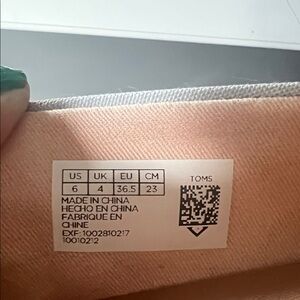 US UK EU CM
6 4 36.5 23
TOMS
MADE IN CHINA
HECHO EN CHINA
FABRIQUE EN
CHINE
EXF:1002810217
10010212